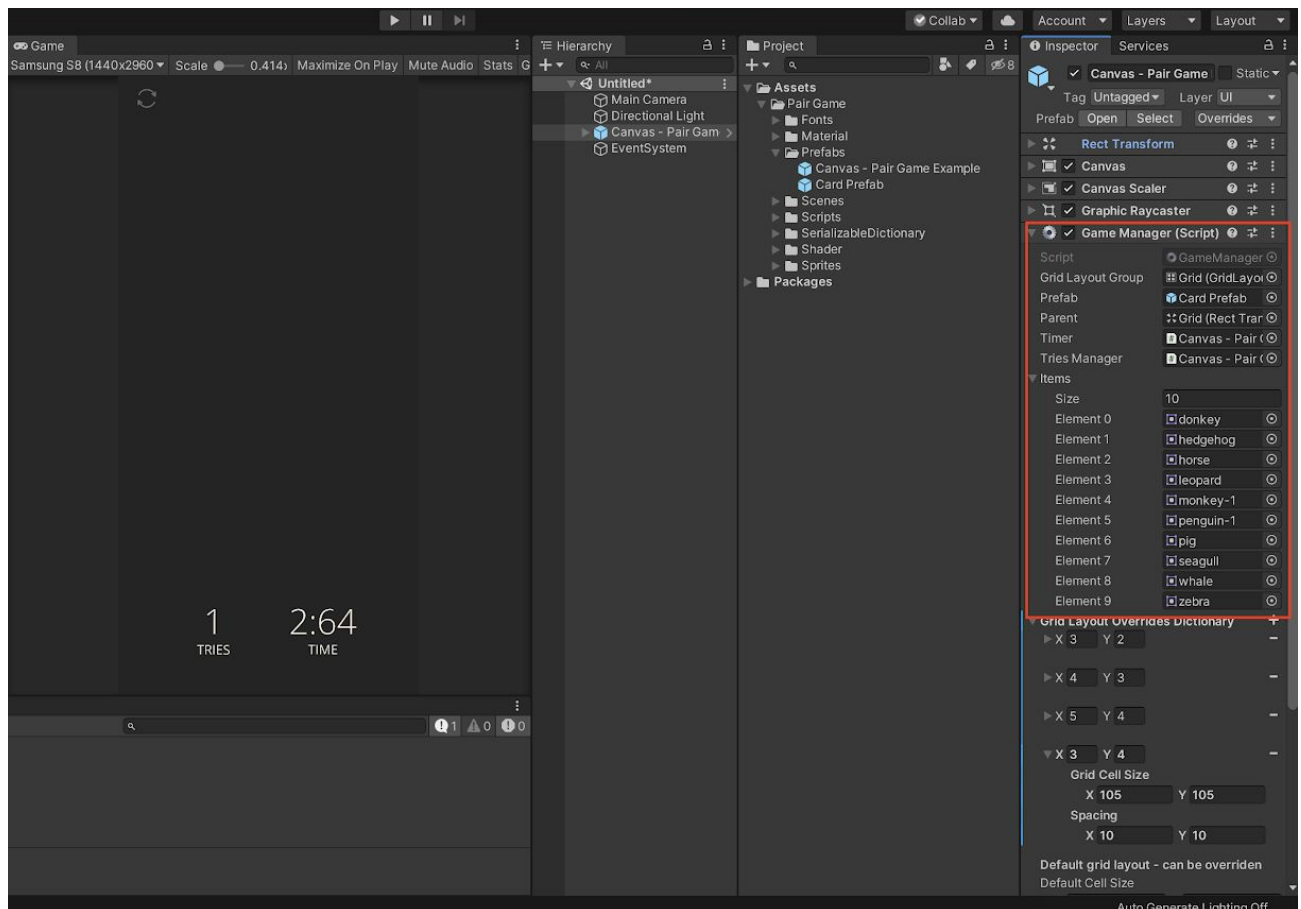 Collab Account Layers Layout
Game
Samsung S8 (1440x2960 Scale 0.414) Maximize On Play Mute Audio Stats G
1
TRIES
2:64
TIME
1 0 0
Hierarchy
All
Untitled*
Main Camera
Directional Light
Canvas - Pair Gam
EventSystem
Project
8
Assets
Pair Game
Fonts
Material
Prefabs
Canvas - Pair Game Example
Card Prefab
Scenes
Scripts
SerializableDictionary
Shader
Sprites
Packages
Inspector Services
Canvas - Pair Game Static
Tag Untagged Layer UI
Prefab Open Select Overrides
Rect Transform
Canvas
Canvas Scaler
Graphic Raycaster
Game Manager (Script)
Script GameManager
Grid Layout Group Grid (GridLayou
Prefab Card Prefab
Parent Grid (Rect Tran
Timer Canvas - Pair (
Tries Manager Canvas - Pair (
Items
Size 10
Element 0 donkey
Element 1 hedgehog
Element 2 horse
Element 3 leopard
Element 4 monkey-1
Element 5 penguin-1
Element 6 pig
Element 7 seagull
Element 8 whale
Element 9 zebra
Grid Layout Overrides Dictionary +
X 3 Y 2
X 4 Y 3
X 5 Y 4
X 3 Y 4
Grid Cell Size
X 105 Y 105
Spacing
X 10 Y 10
Default grid layout - can be overriden
Default Cell Size
Auto Generate Lighting Off